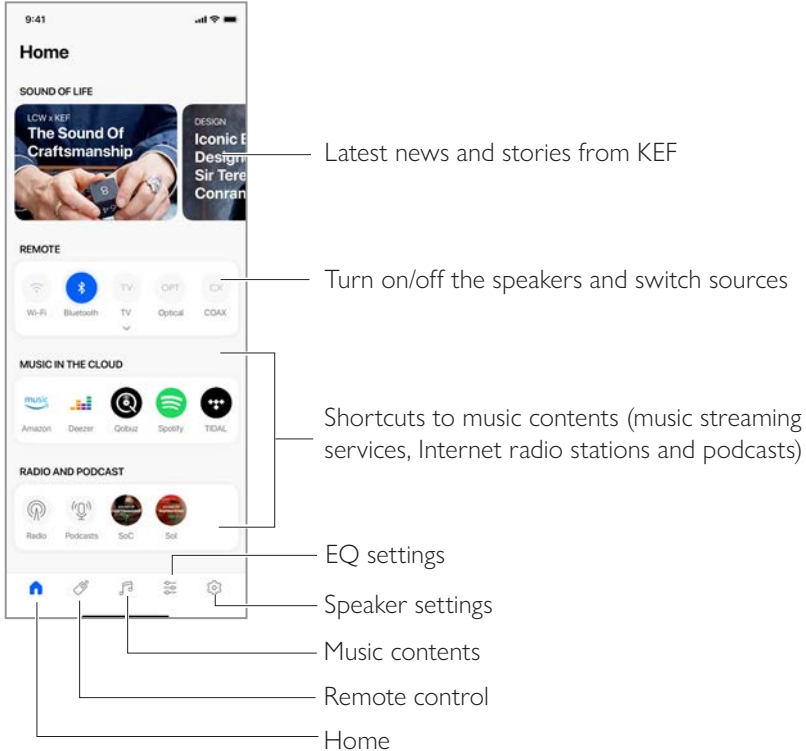 9:41
Home
SOUND OF LIFE
LCW x KEF
The Sound Of
Craftsmanship
DESIGN
Iconic
Design
Sir Tere
Conran
Latest news and stories from KEF
REMOTE
TV
OPT
CX
Wi-Fi
Bluetooth
TV
Optical
COAX
Turn on/off the speakers and switch sources
MUSIC IN THE CLOUD
music
Amazon
Deezer
Qobuz
Spotify
TIDAL
Shortcuts to music contents (music streaming
services, Internet radio stations and podcasts)
RADIO AND PODCAST
Radio
Podcasts
SoC
Sol
EQ settings
Speaker settings
Music contents
Remote control
Home